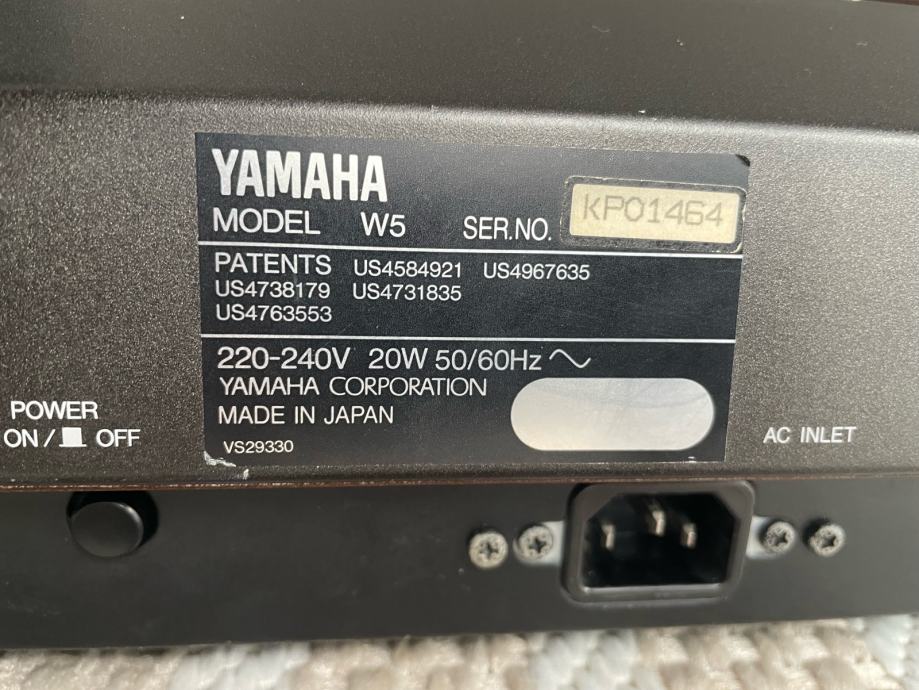 YAMAHA
MODEL W5 SER.NO. KP01464
PATENTS US4584921 US4967635
US4738179 US4731835
US4763553
220-240V 20W 50/60Hz
YAMAHA CORPORATION
MADE IN JAPAN
VS29330
POWER
ON / OFF
AC INLET